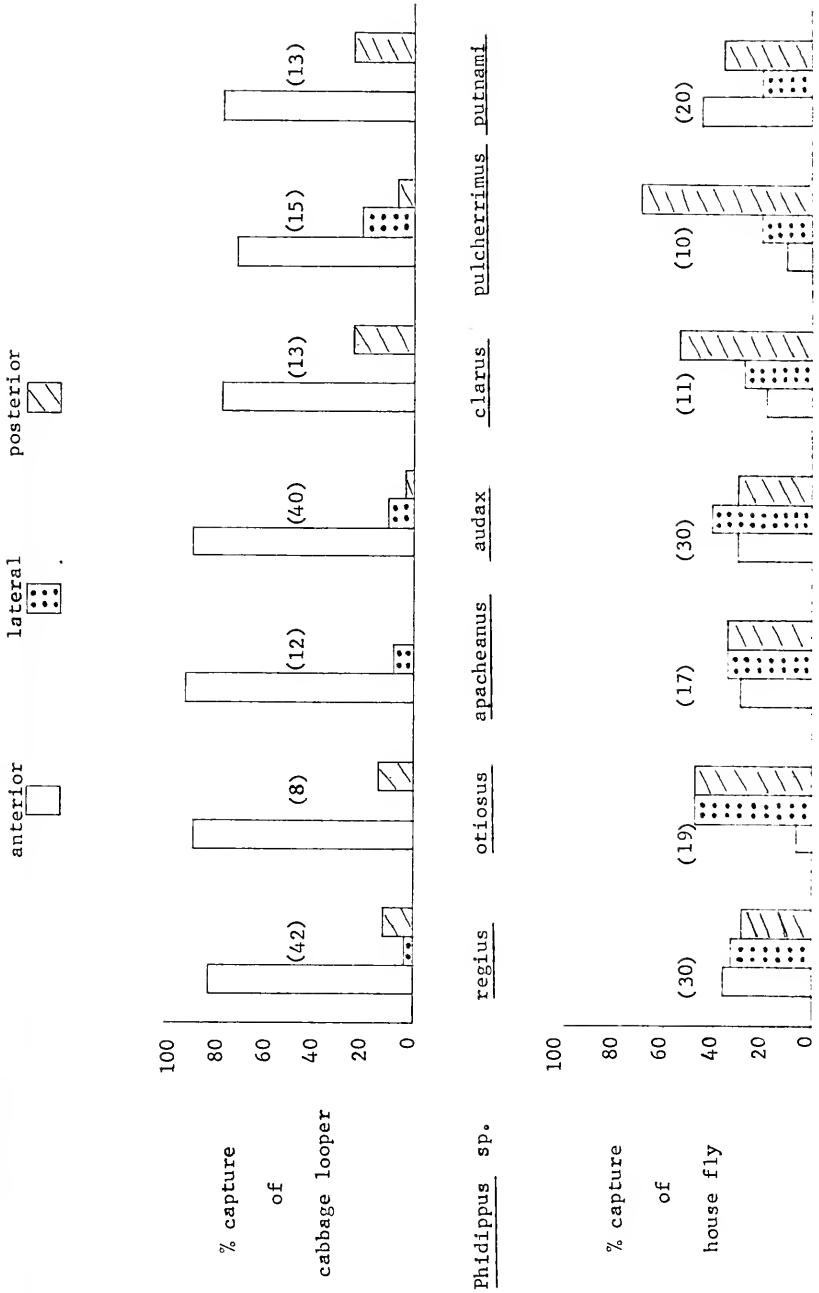 anterior lateral posterior
100
80
60
40
20
0
% capture
of
cabbage looper
(42) (8) (12) (40) (13) (15) (13)
Phidippus sp. regius otiosus apacheanus audax clarus pulcherrimus putnami
100
80
60
40
20
0
% capture
of
house fly
(30) (19) (17) (30) (11) (10) (20)